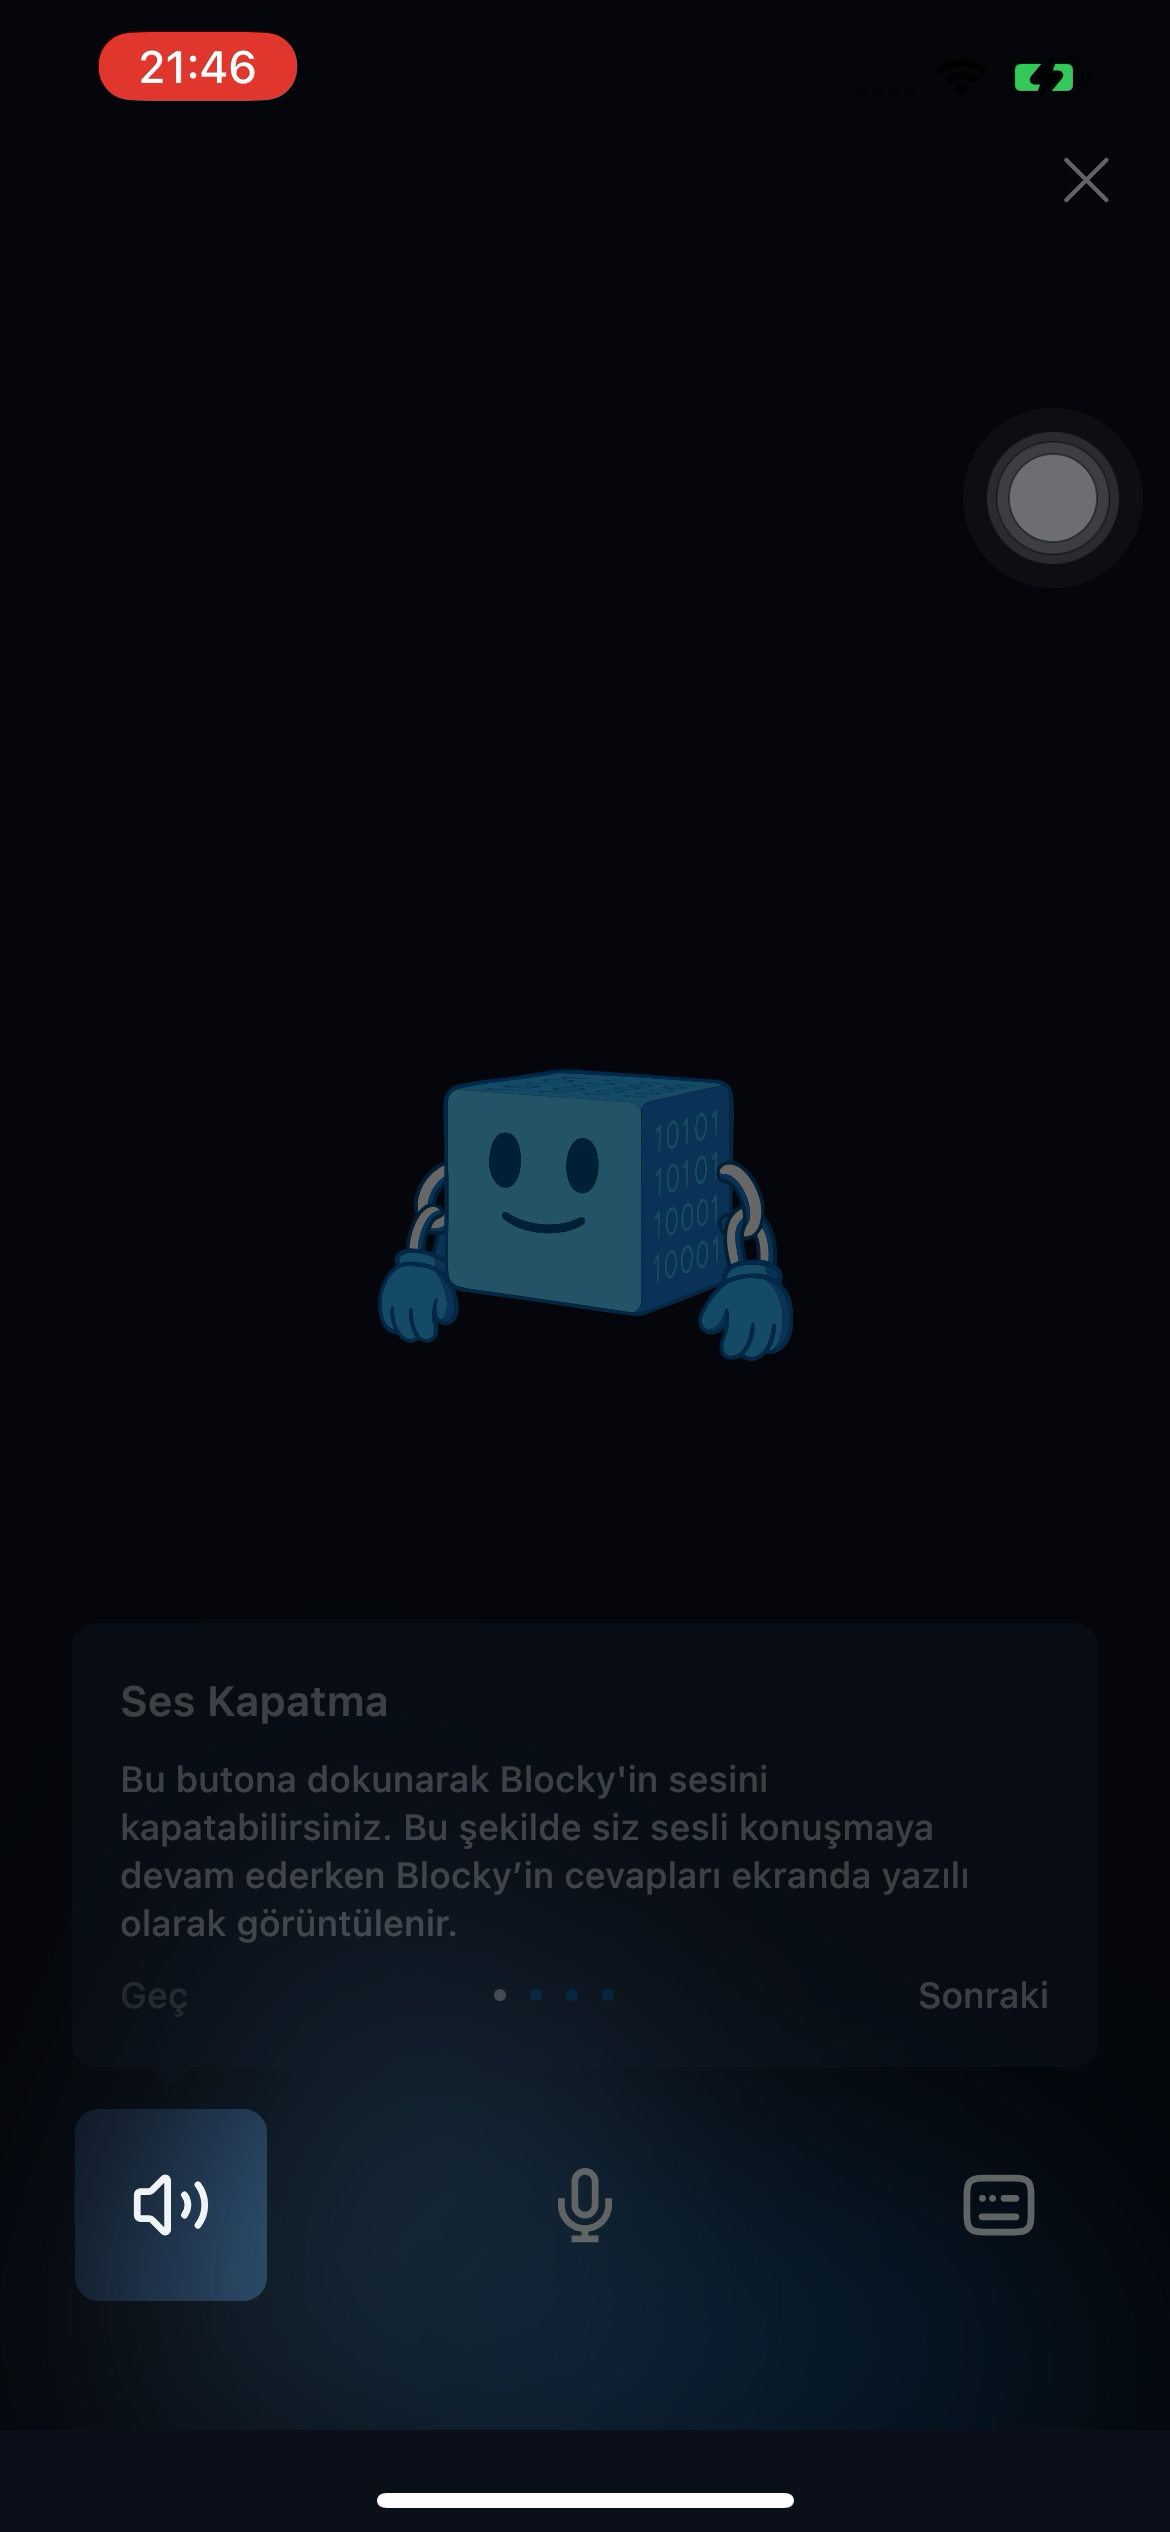 21:46
10101
10101
10001
10001
Ses Kapatma
Bu butona dokunarak Blocky'in sesini
kapatabilirsiniz. Bu şekilde siz sesli konuşmaya
devam ederken Blocky’in cevapları ekranda yazılı
olarak görüntülenir.
Geç
Sonraki